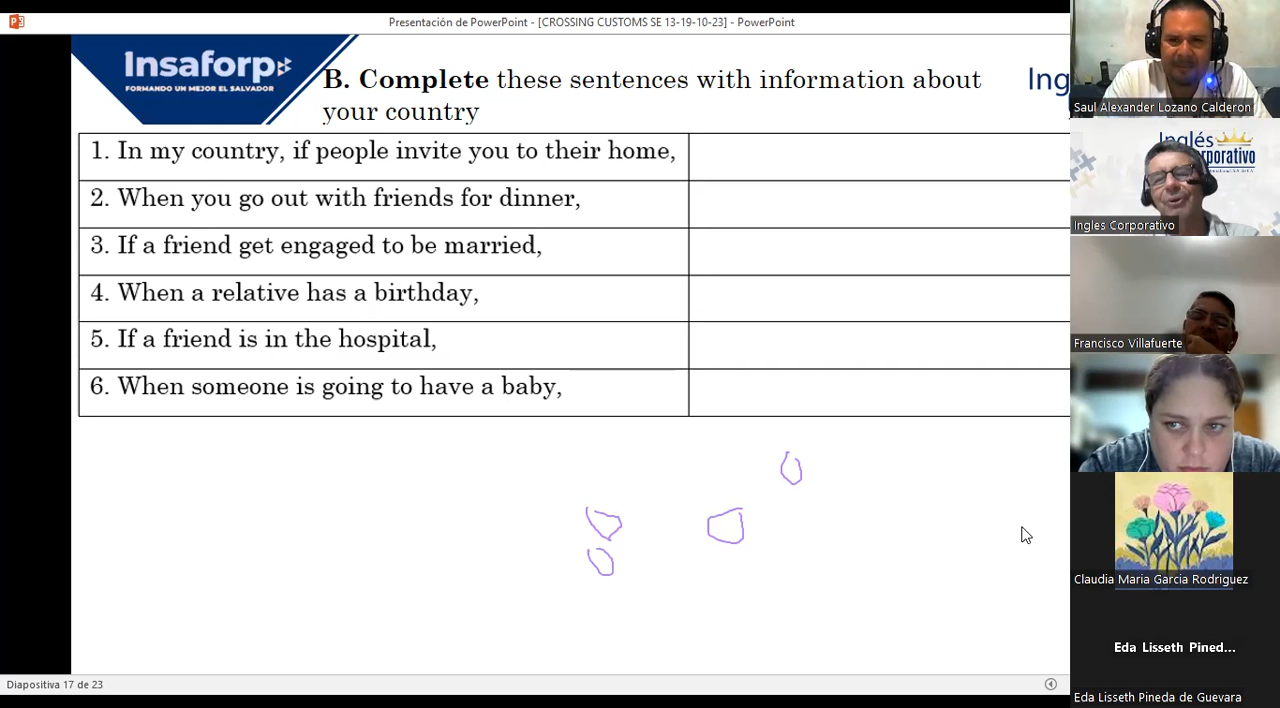 Presentación de PowerPoint - [CROSSING CUSTOMS SE 13-19-10-23] - PowerPoint
Insaforp
FORMANDO UN MEJOR EL SALVADOR
B. Complete these sentences with information about
your country
Ing
1. In my country, if people invite you to their home,
2. When you go out with friends for dinner,
3. If a friend get engaged to be married,
4. When a relative has a birthday,
5. If a friend is in the hospital,
6. When someone is going to have a baby,
Diapositiva 17 de 23
Saul Alexander Lozano Calderon
Inglés
rporativo
Ingles Corporativo
Francisco Villafuerte
Claudia Maria Garcia Rodriguez
Eda Lisseth Pined...
Eda Lisseth Pineda de Guevara